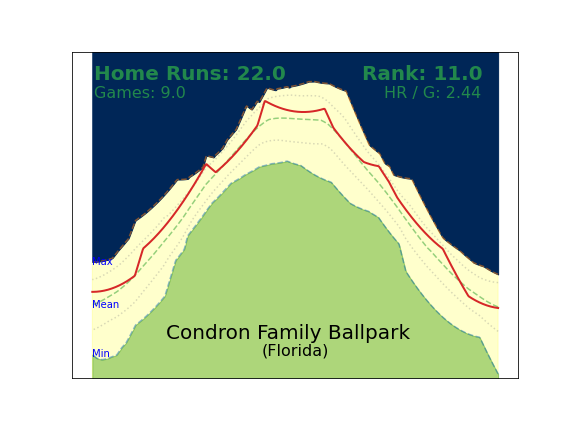 Home Runs: 22.0
Rank: 11.0
Games: 9.0
HR / G: 2.44
Max
Mean
Min
Condron Family Ballpark
(Florida)